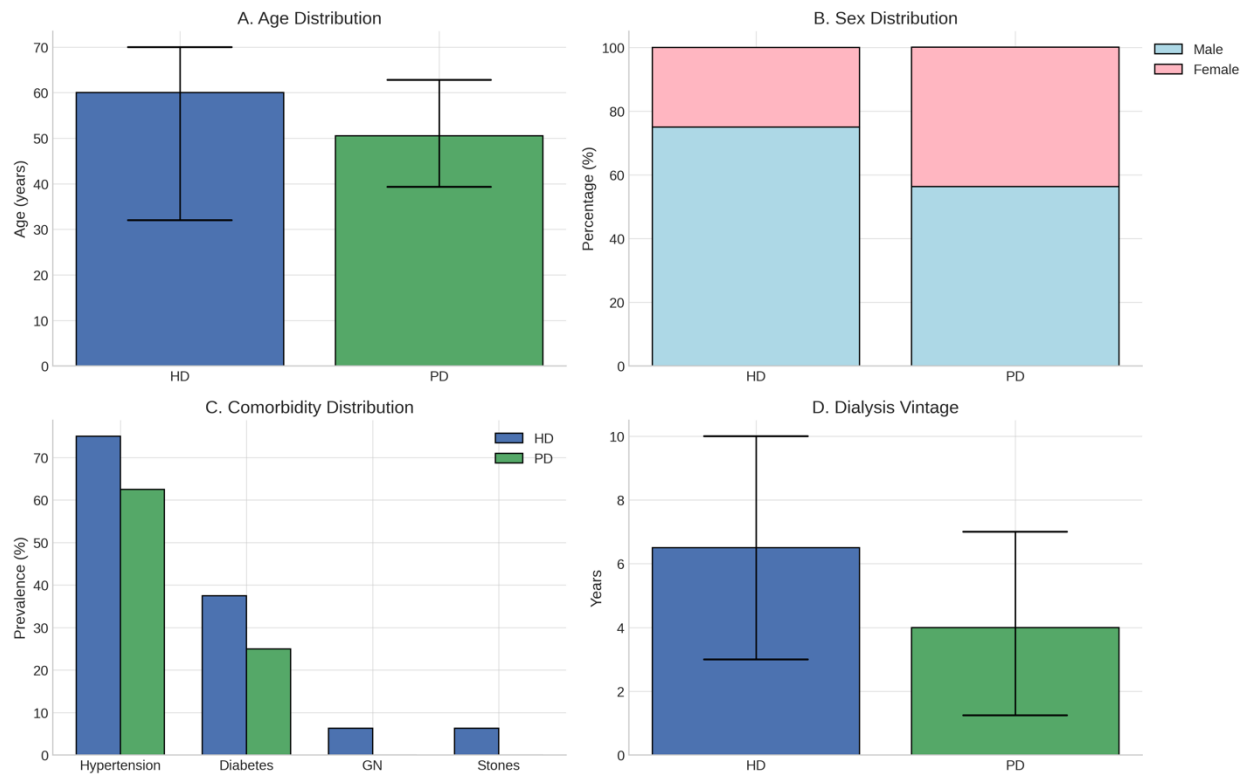 A. Age Distribution
70
60
50
40
30
20
10
0
Age (years)
HD
PD
B. Sex Distribution
100
80
60
40
20
0
Percentage (%)
HD
PD
Male
Female
C. Comorbidity Distribution
70
60
50
40
30
20
10
0
Prevalence (%)
HD
PD
Hypertension
Diabetes
GN
Stones
D. Dialysis Vintage
10
8
6
4
2
0
Years
HD
PD